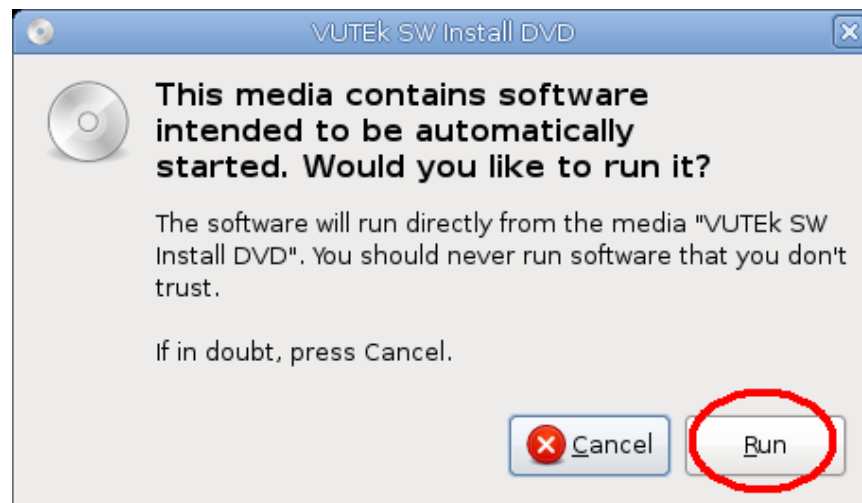 VUTEk SW Install DVD
This media contains software
intended to be automatically
started. Would you like to run it?
The software will run directly from the media "VUTEk SW
Install DVD". You should never run software that you don't
trust.
If in doubt, press Cancel.
Cancel
Run